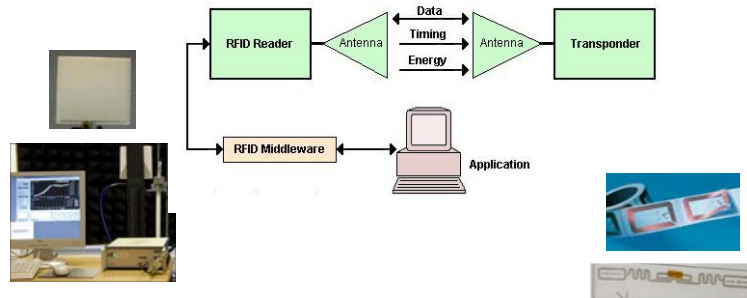 Data
RFID Reader Antenna Timing Antenna Transponder
Energy
RFID Middleware
Application